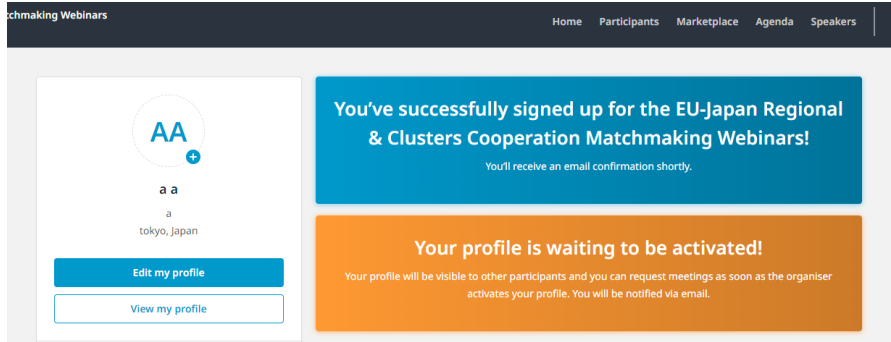 tchmaking Webinars
Home Participants Marketplace Agenda Speakers
AA
a a
a
tokyo, Japan
Edit my profile
View my profile
You've successfully signed up for the EU-Japan Regional
& Clusters Cooperation Matchmaking Webinars!
You'll receive an email confirmation shortly.
Your profile is waiting to be activated!
Your profile will be visible to other participants and you can request meetings as soon as the organiser
activates your profile. You will be notified via email.